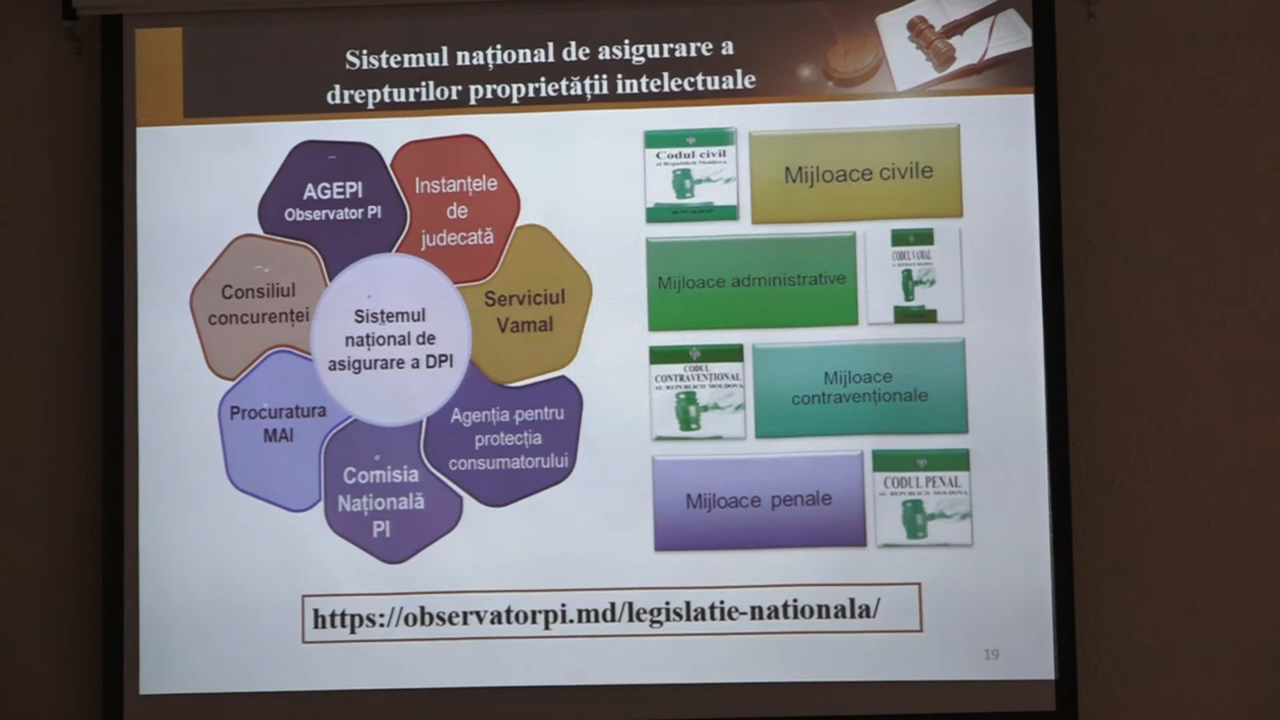 Sistemul național de asigurare a
drepturilor proprietății intelectuale
AGEPI
Observator PI
Instanțele
de
judecată
Serviciul
Vamal
Agenția pentru
protecția
consumatorului
Comisia
Națională
PI
Procuratura
MAI
Consiliul
concurenței
Sistemul
național de
asigurare a DPI
Codul civil
al Republicii Moldova
Mijloace civile
Mijloace administrative
CODUL VAMAL
CODUL
CONTRAVENȚIONAL
AL REPUBLICII MOLDOVA
Mijloace
contravenționale
Mijloace penale
CODUL PENAL
AL REPUBLICII MOLDOVA
https://observatorpi.md/legislatie-nationala/
19